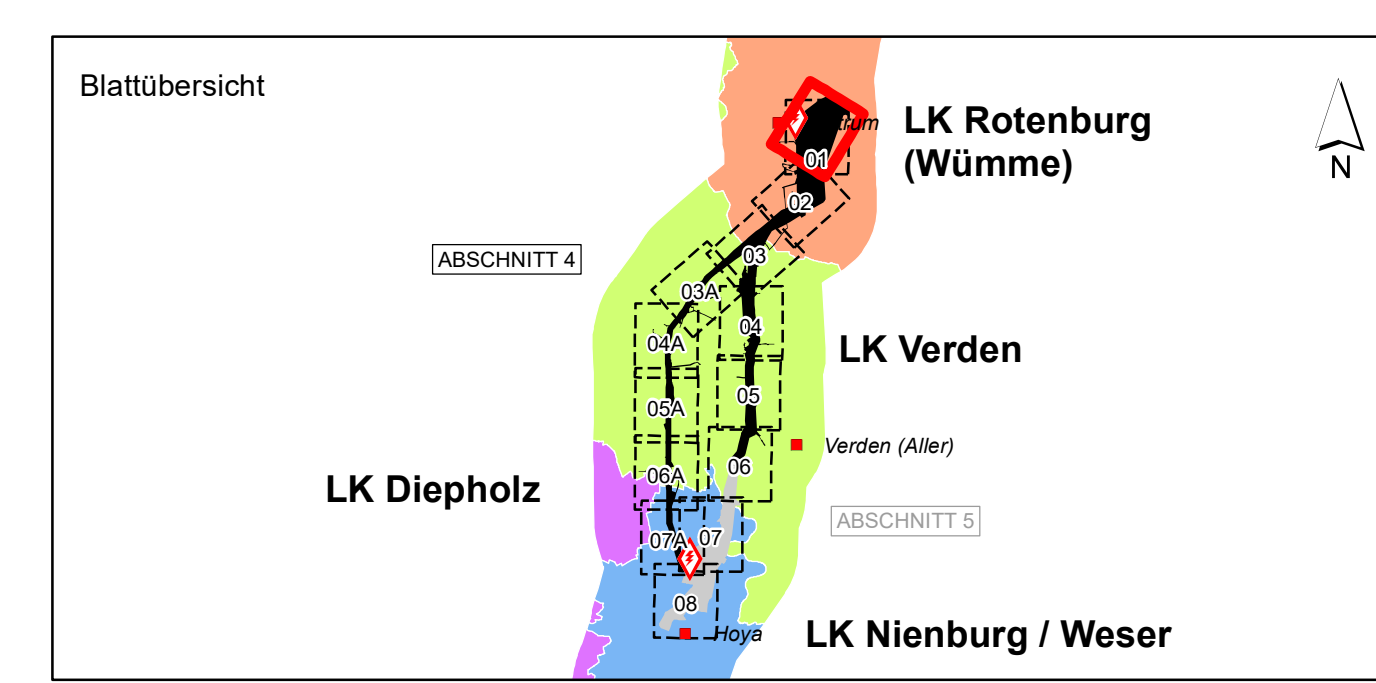 Blattübersicht
LK Rotenburg
(Wümme)
N
01
02
ABSCHNITT 4
03
03A
04
04A
LK Verden
05
05A
Verden (Aller)
06
06A
LK Diepholz
ABSCHNITT 5
07A
07
08
Hoya
LK Nienburg / Weser